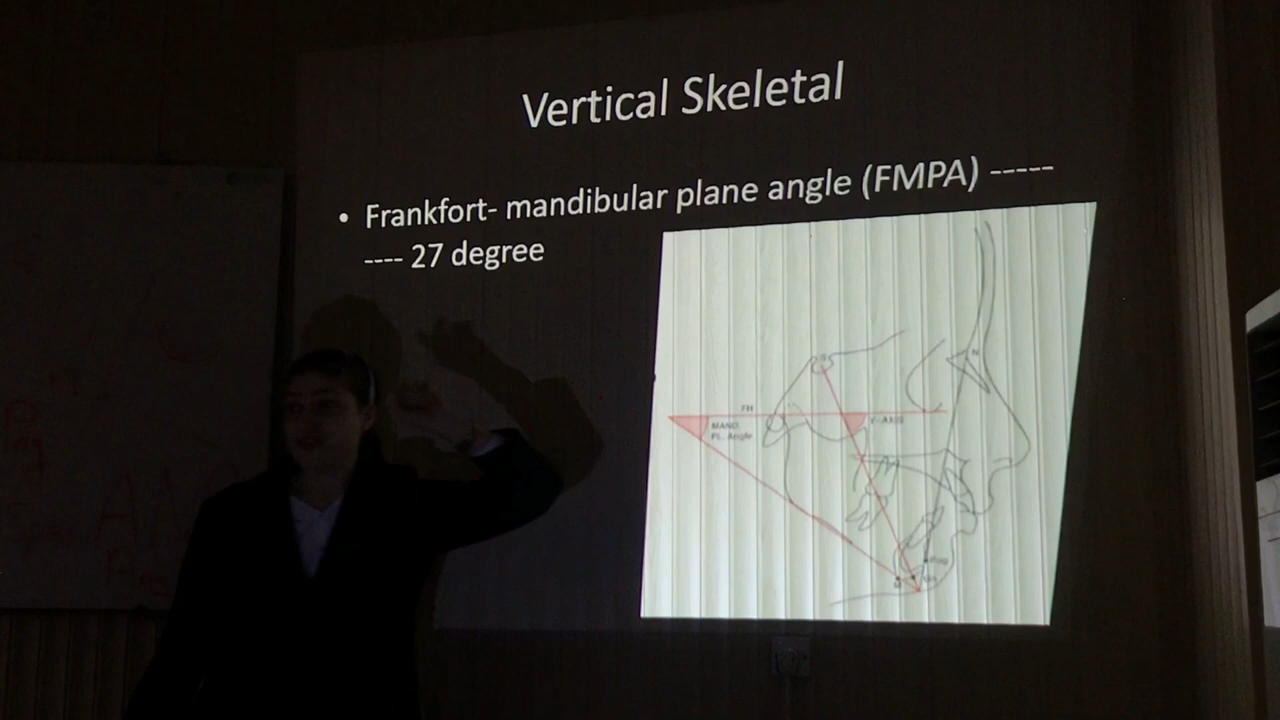 Vertical Skeletal
• Frankfort- mandibular plane angle (FMPA) -----
---- 27 degree
FH
N
MAND.
PL. Angle
Y-AXIS